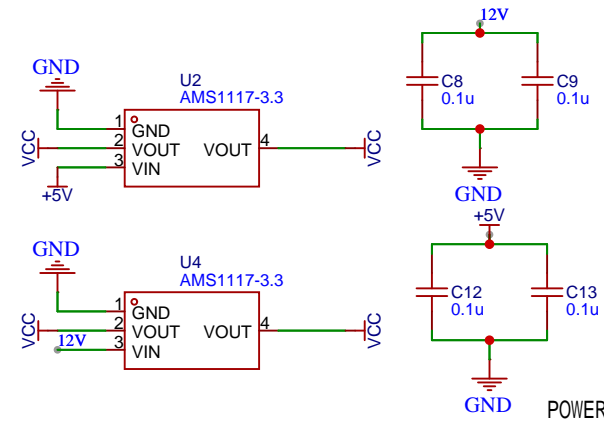 GND
U2
AMS1117-3.3
1
GND
VCC
2
VOUT
VOUT
4
VCC
3
VIN
+5V
12V
C8
0.1u
C9
0.1u
GND
GND
U4
AMS1117-3.3
1
GND
VCC
2
VOUT
VOUT
4
VCC
12V
3
VIN
+5V
C12
0.1u
C13
0.1u
GND
POWER